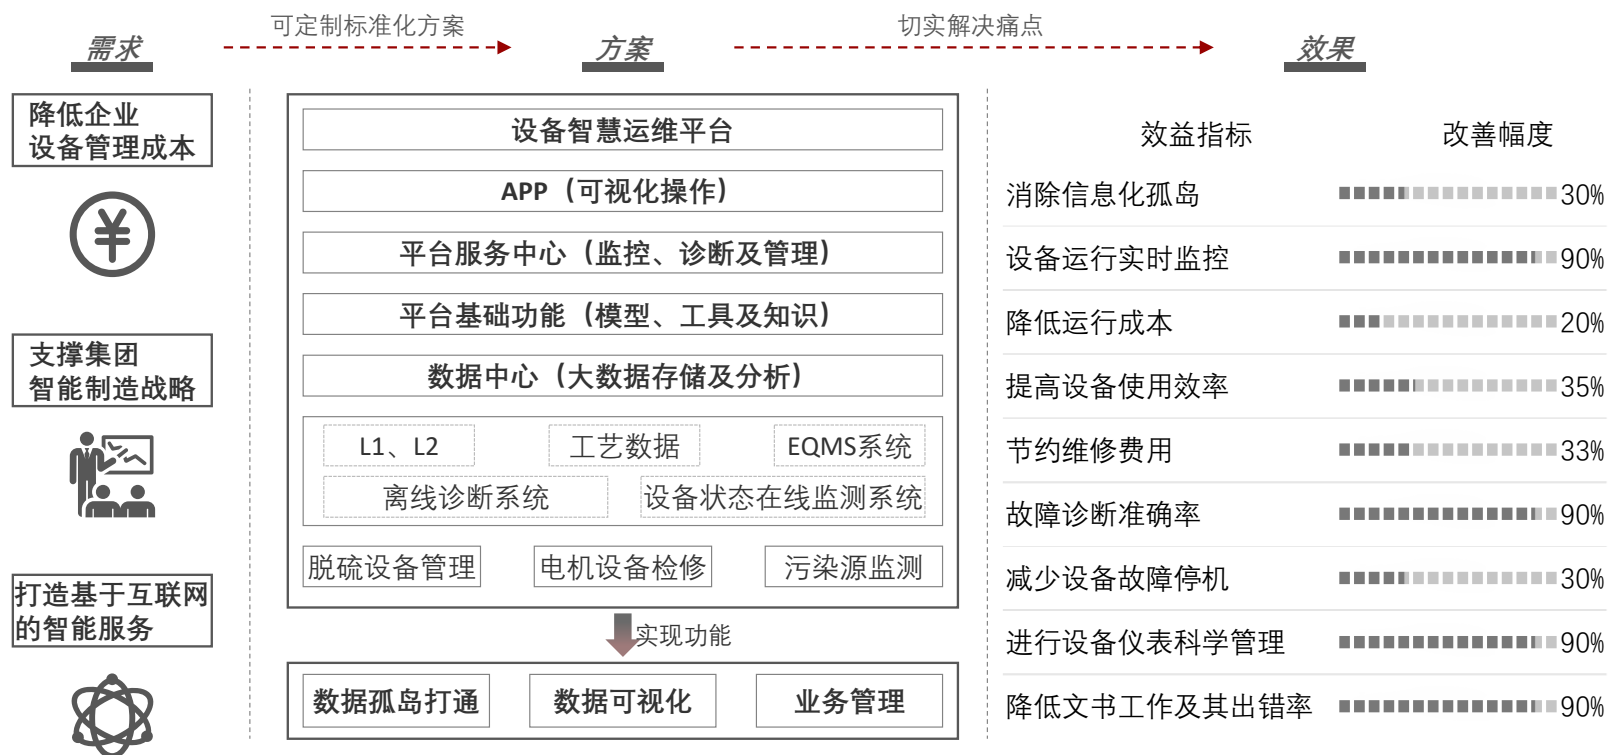 需求
可定制标准化方案
方案
切实解决痛点
效果
降低企业
设备管理成本
支撑集团
智能制造战略
打造基于互联网
的智能服务
设备智慧运维平台
APP（可视化操作）
平台服务中心（监控、诊断及管理）
平台基础功能（模型、工具及知识）
数据中心（大数据存储及分析）
L1、L2 工艺数据 EQMS系统
离线诊断系统 设备状态在线监测系统
脱硫设备管理 电机设备检修 污染源监测
实现功能
数据孤岛打通 数据可视化 业务管理
效益指标 改善幅度
消除信息化孤岛 30%
设备运行实时监控 90%
降低运行成本 20%
提高设备使用效率 35%
节约维修费用 33%
故障诊断准确率 90%
减少设备故障停机 30%
进行设备仪表科学管理 90%
降低文书工作及其出错率 90%